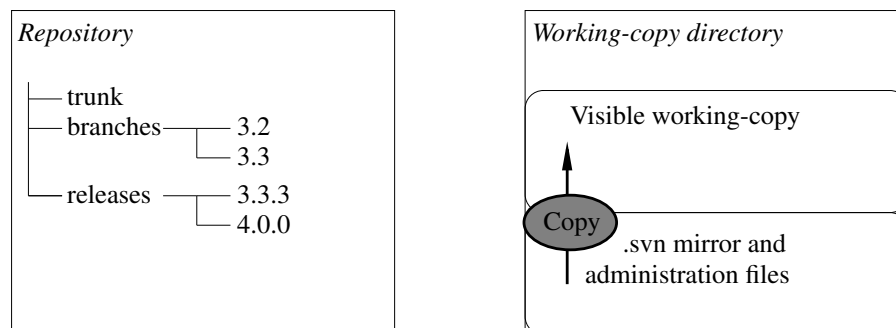 Repository
trunk
branches
3.2
3.3
releases
3.3.3
4.0.0
Working-copy directory
Visible working-copy
Copy
.svn mirror and
administration files